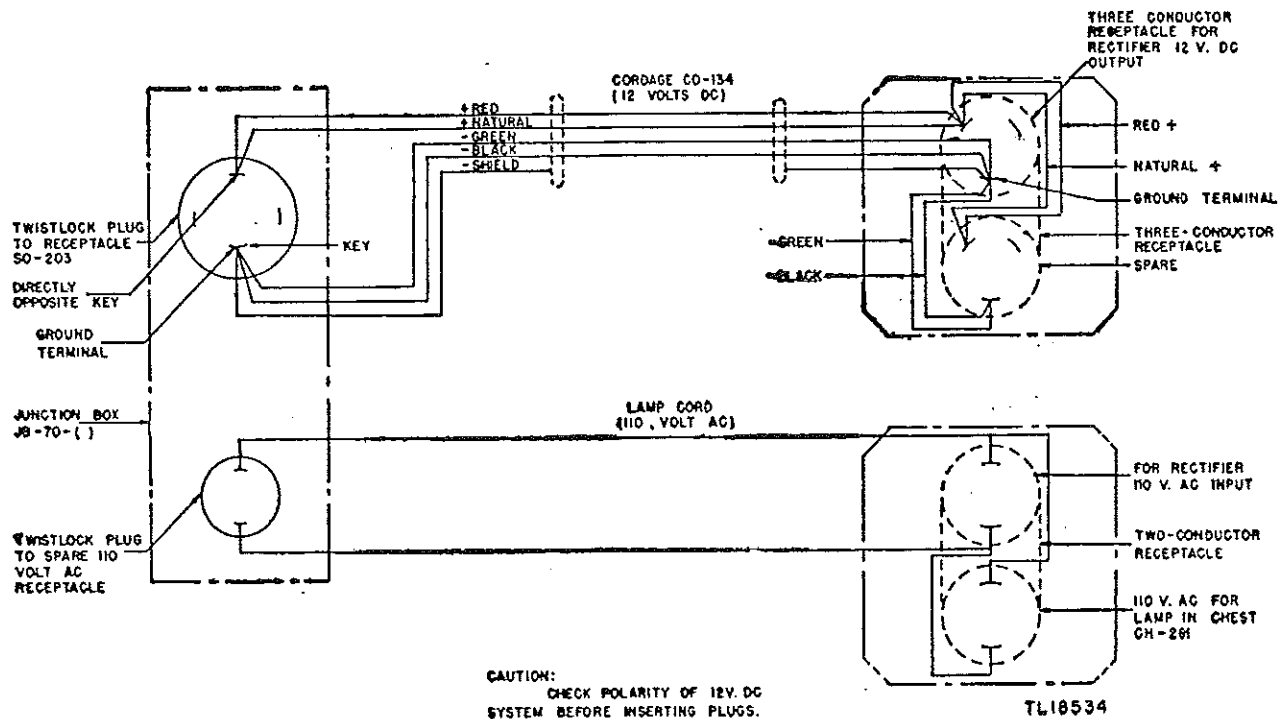 THREE CONDUCTOR
RECEPTACLE FOR
RECTIFIER 12 V. DC
OUTPUT
CORDAGE CO-134
(12 VOLTS DC)
+RED
+NATURAL
-GREEN
-BLACK
-SHIELD
RED +
NATURAL +
GROUND TERMINAL
THREE-CONDUCTOR
RECEPTACLE
SPARE
-GREEN
-BLACK
TWISTLOCK PLUG
TO RECEPTACLE
SO-203
KEY
DIRECTLY
OPPOSITE KEY
GROUND
TERMINAL
JUNCTION BOX
JB-70-( )
LAMP CORD
(110, VOLT AC)
FOR RECTIFIER
110 V. AC INPUT
TWO-CONDUCTOR
RECEPTACLE
TWISTLOCK PLUG
TO SPARE 110
VOLT AC
RECEPTACLE
110 V. AC FOR
LAMP IN CHEST
CAUTION:
CHECK POLARITY OF 12V. DC
SYSTEM BEFORE INSERTING PLUGS.
TL18534